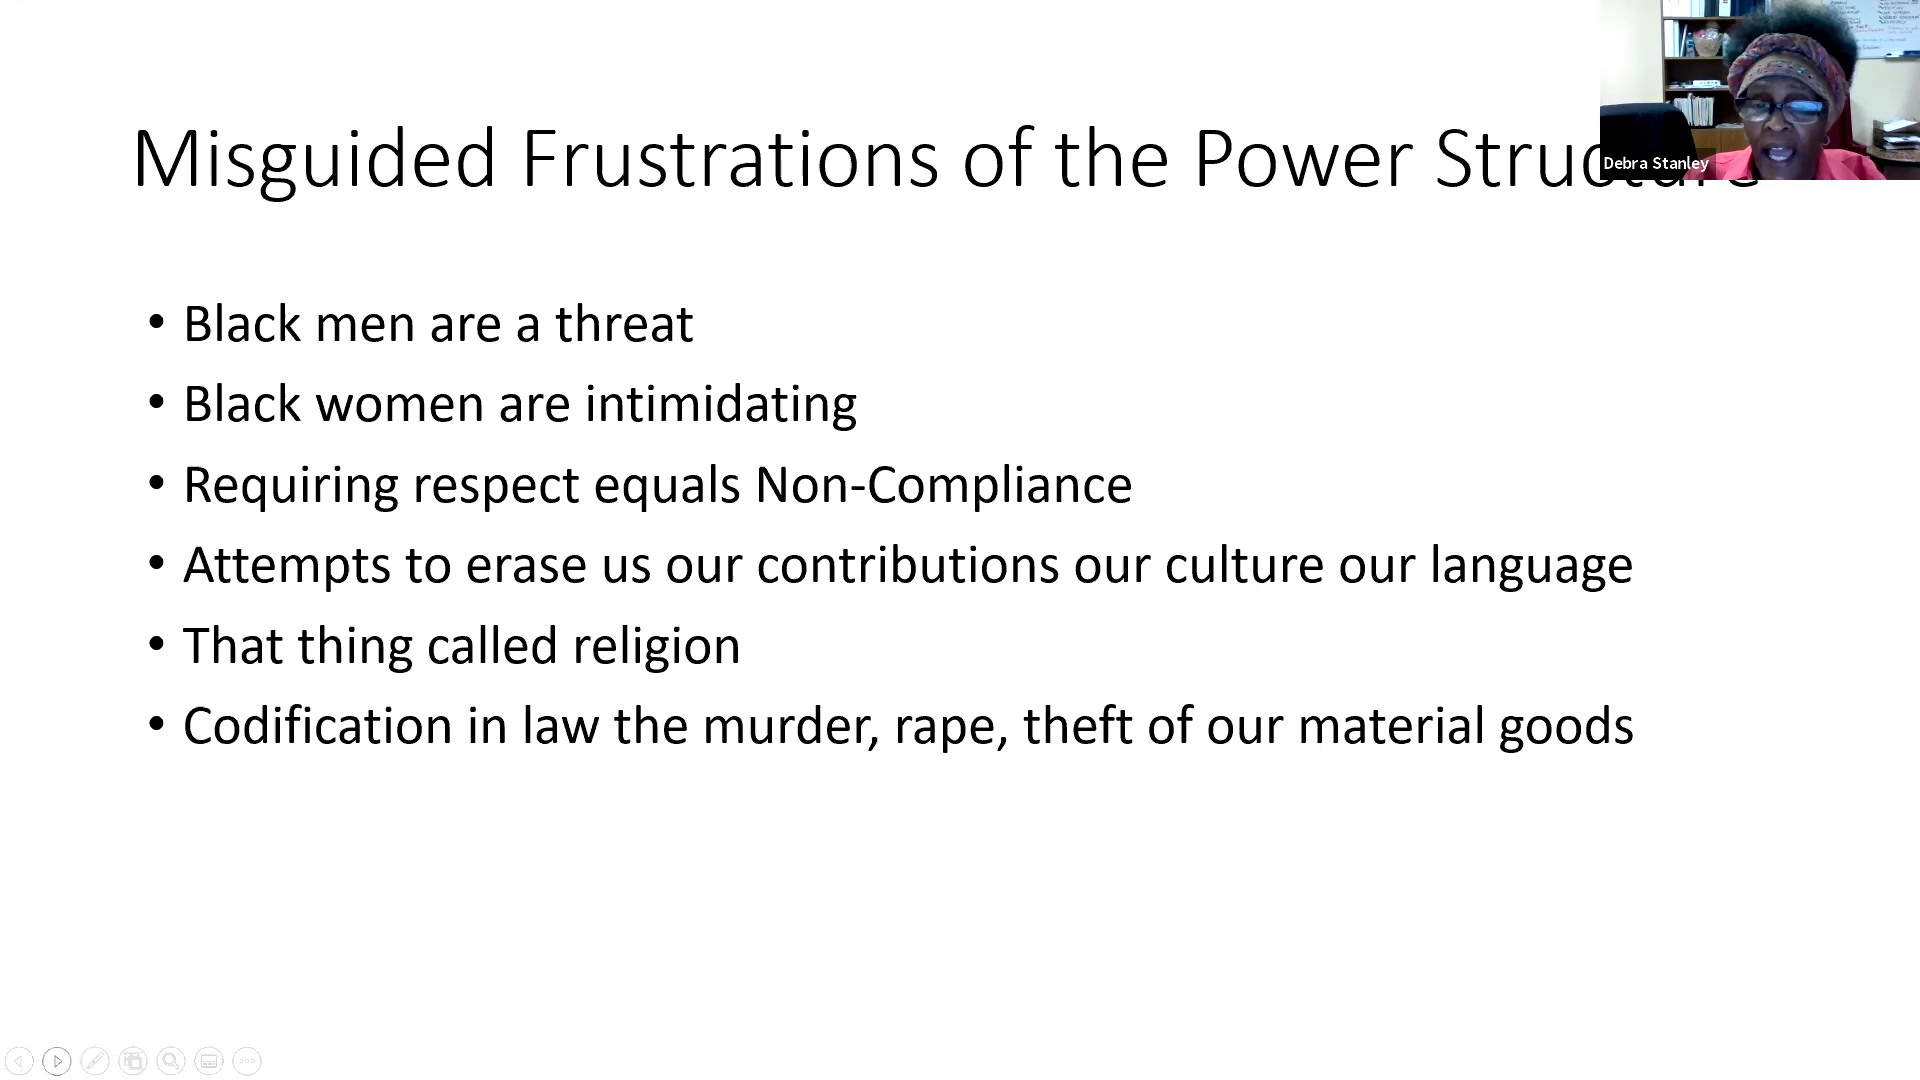 Misguided Frustrations of the Power Structure
Debra Stanley
• Black men are a threat
• Black women are intimidating
• Requiring respect equals Non-Compliance
• Attempts to erase us our contributions our culture our language
• That thing called religion
• Codification in law the murder, rape, theft of our material goods